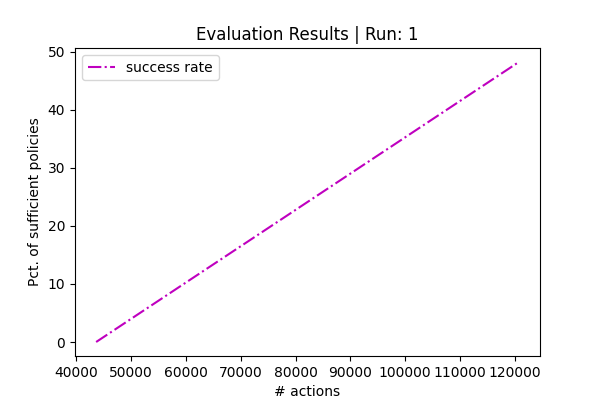 Evaluation Results | Run: 1
success rate
Pct. of sufficient policies
50
40
30
20
10
0
40000 50000 60000 70000 80000 90000 100000 110000 120000
# actions